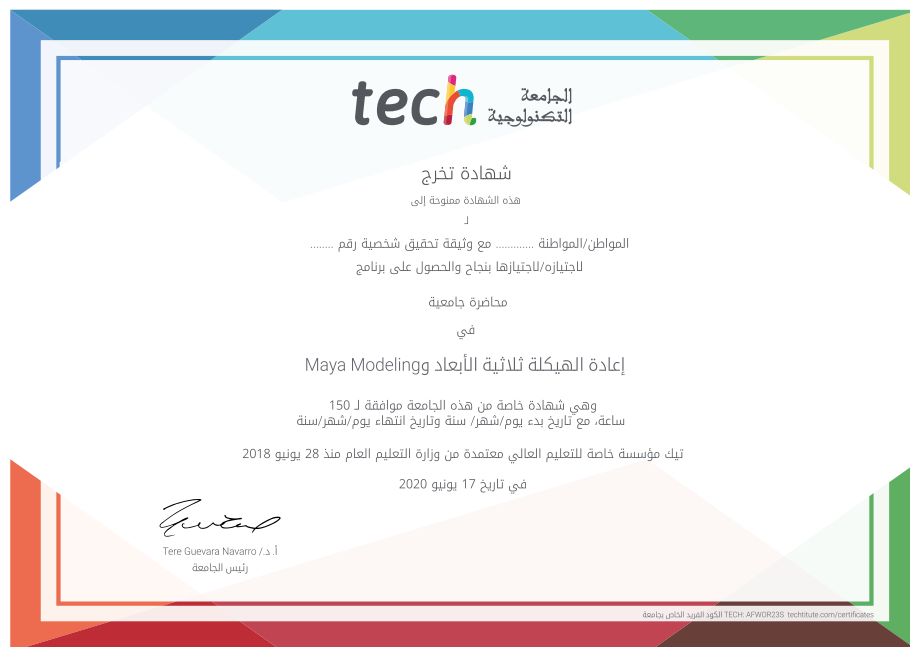 tech الجامعة
التكنولوجية
شهادة تخرج
هذه الشهادة ممنوحة إلى
لـ
المواطن/المواطنة ............. مع وثيقة تحقيق شخصية رقم ........
لاجتيازه/لاجتيازها بنجاح والحصول على برنامج
محاضرة جامعية
في
إعادة الهيكلة ثلاثية الأبعاد وMaya Modeling
وهي شهادة خاصة من هذه الجامعة موافقة لـ 150
ساعة، مع تاريخ بدء يوم/شهر/ سنة وتاريخ انتهاء يوم/شهر/سنة
تيك مؤسسة خاصة للتعليم العالي معتمدة من وزارة التعليم العام منذ 28 يونيو 2018
في تاريخ 17 يونيو 2020
أ. د./ Tere Guevara Navarro
رئيس الجامعة
الكود الفريد الخاص بجامعة TECH: AFWOR23S techtitute.com/certificates